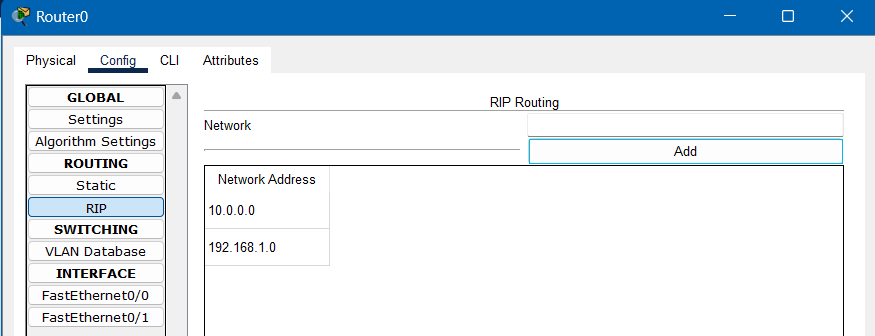 Router0
Physical Config CLI Attributes
GLOBAL
Settings
Algorithm Settings
ROUTING
Static
RIP
SWITCHING
VLAN Database
INTERFACE
FastEthernet0/0
FastEthernet0/1
RIP Routing
Network
Add
Network Address
10.0.0.0
192.168.1.0